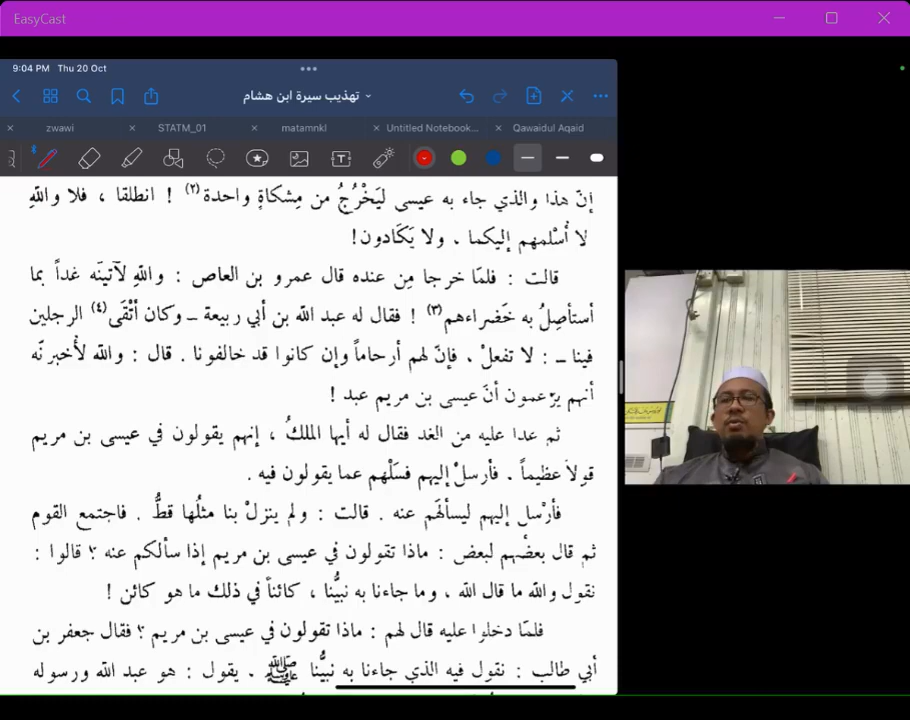 EasyCast
9:04 PM Thu 20 Oct
تهذيب سيرة ابن هشام
zwawi
STATM_01
matamnkl
Untitled Notebook...
Qawaidul Aqaid
إنّ هذا والذي جاء به عيسى ليَخْرُجُ من مِشكاةٍ واحدة(٢) ! انطلقا ، فلا واللهِ
لا أُسْلمهم إليكما . ولا يَكَادون !
قالت : فلمّا خرجا مِن عنده قال عمرو بن العاص : واللهِ لآتينّه غداً بما
أستأصِلُ به خَضراءهم(٣) ! فقال له عبد الله بن أبي ربيعة ــ وكان أتْقَى(٤) الرجلين
فينا ــ : لا تفعلْ . فإنّ لهم أرحاماً وإن كانوا قد خالفونا . قال : والله لأُخبرنّه
أنهم يزعمون أنَ عيسى بن مريم عبد !
ثم غدا عليه من الغد فقال له أيها الملكُ ، إنهم يقولون في عيسى بن مريم
قولاً عظيماً . فأرسلْ إليهم فسَلْهم عما يقولون فيه .
فأرْسل إليهم ليسألَهم عنه . قالت : ولم ينزلْ بنا مثلُها قطُّ . فاجتمع القوم
ثم قال بعضُهم لبعض : ماذا تقولون في عيسى بن مريم إذا سألكم عنه ؟ قالوا :
نقول والله ما قال الله ، وما جاءنا به نبيُّنا ، كائناً في ذلك ما هو كائن !
فلمّا دخلوا عليه قال لهم : ماذا تقولون في عيسى بن مريم ؟ فقال جعفر بن
أبي طالب : نقول فيه الذي جاءنا به نبيُّنا ﷺ . يقول : هو عبد الله ورسوله